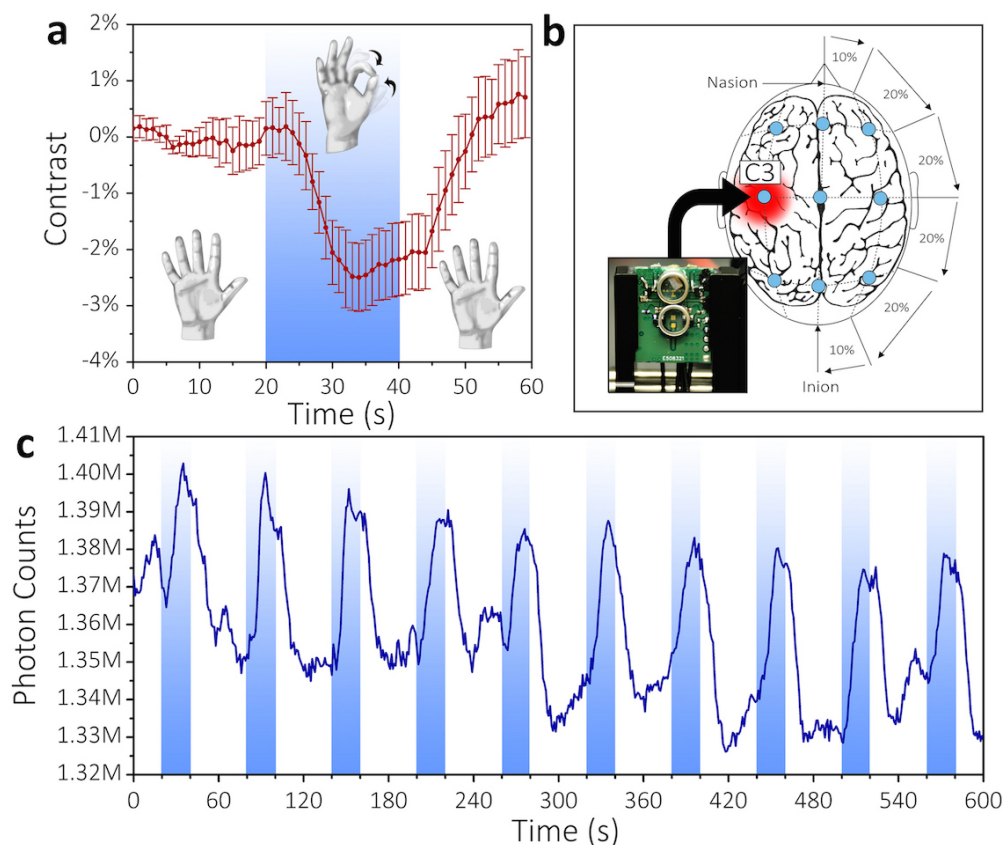 a
2%
1%
0%
-1%
-2%
-3%
-4%
Contrast
0 10 20 30 40 50 60
Time (s)
b
Nasion
10%
20%
20%
20%
20%
10%
C3
Inion
c
1.41M
1.40M
1.39M
1.38M
1.37M
1.36M
1.35M
1.34M
1.33M
1.32M
Photon Counts
0 60 120 180 240 300 360 420 480 540 600
Time (s)